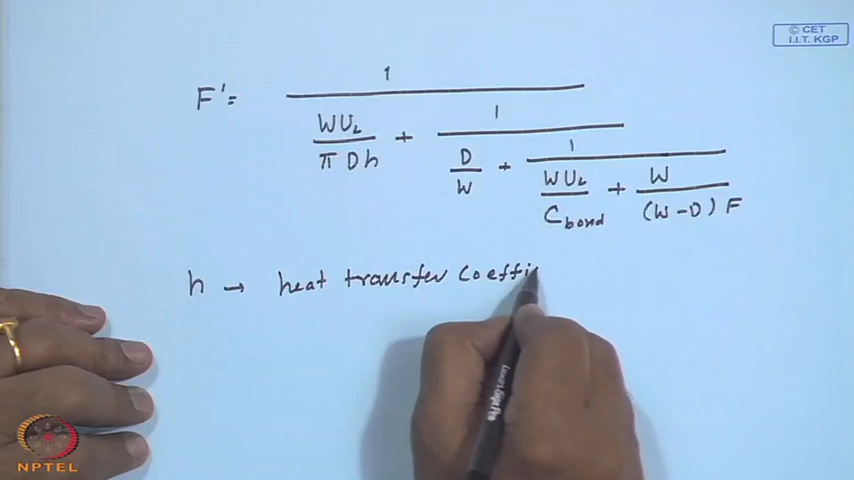 © CET
I.I.T. KGP
F' = 1
WU_L / πDh + 1
D / W + 1
WU_L / C_bond + W / (W-D)F
h → heat transfer coeffi
NPTEL